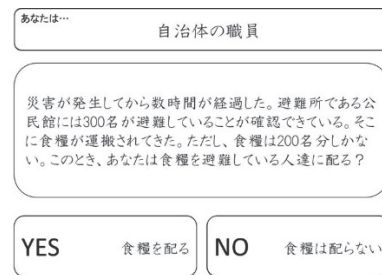 あなたは…
自治体の職員
災害が発生してから数時間が経過した。避難所である公
民館には300名が避難していることが確認できている。そこ
に食糧が運搬されてきた。ただし、食糧は200名分しかな
い。このとき、あなたは食糧を避難している人達に配る？
YES 食糧を配る
NO 食糧は配らない